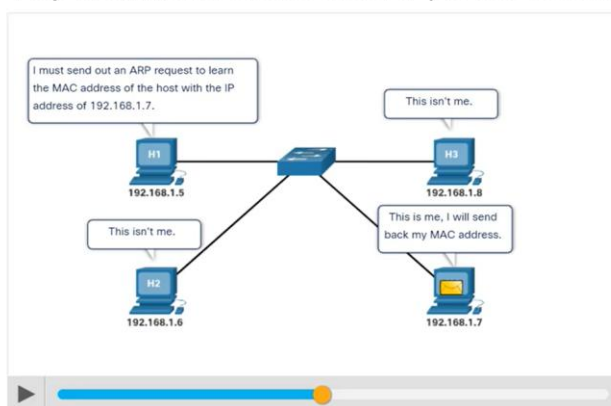 I must send out an ARP request to learn
the MAC address of the host with the IP
address of 192.168.1.7.
This isn't me.
H1
H3
192.168.1.5
192.168.1.8
This isn't me.
This is me, I will send
back my MAC address.
H2
192.168.1.6
192.168.1.7